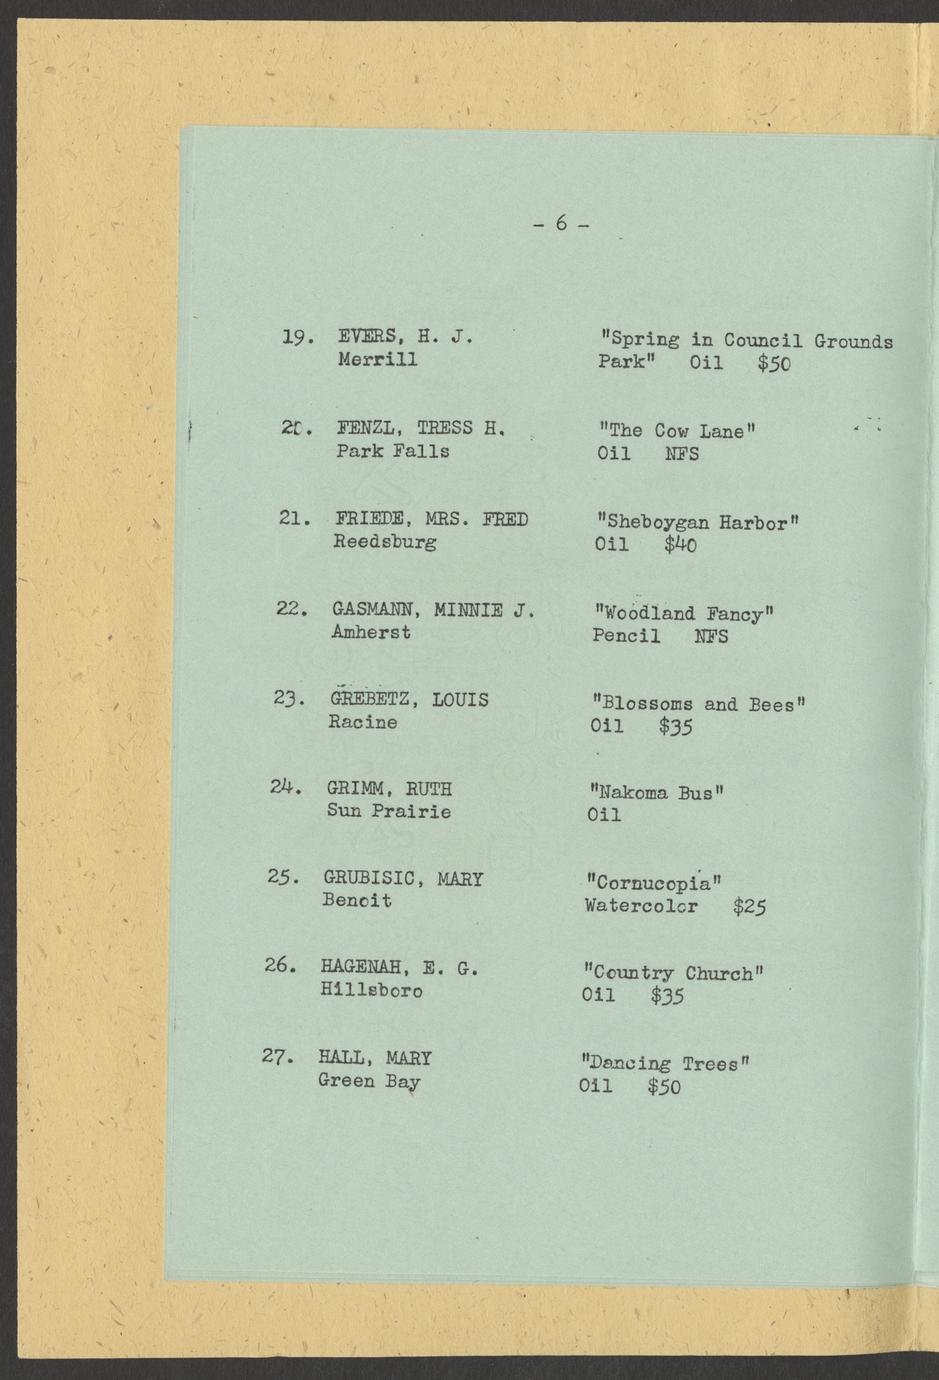 - 6 -
19. EVERS, H. J. "Spring in Council Grounds
Merrill Park" Oil $50
20. FENZL, TRESS H. "The Cow Lane"
Park Falls Oil NFS
21. FRIEDE, MRS. FRED "Sheboygan Harbor"
Reedsburg Oil $40
22. GASMANN, MINNIE J. "Woodland Fancy"
Amherst Pencil NFS
23. GREBETZ, LOUIS "Blossoms and Bees"
Racine Oil $35
24. GRIMM, RUTH "Nakoma Bus"
Sun Prairie Oil
25. GRUBISIC, MARY "Cornucopia"
Benoit Watercolor $25
26. HAGENAH, E. G. "Country Church"
Hillsboro Oil $35
27. HALL, MARY "Dancing Trees"
Green Bay Oil $50